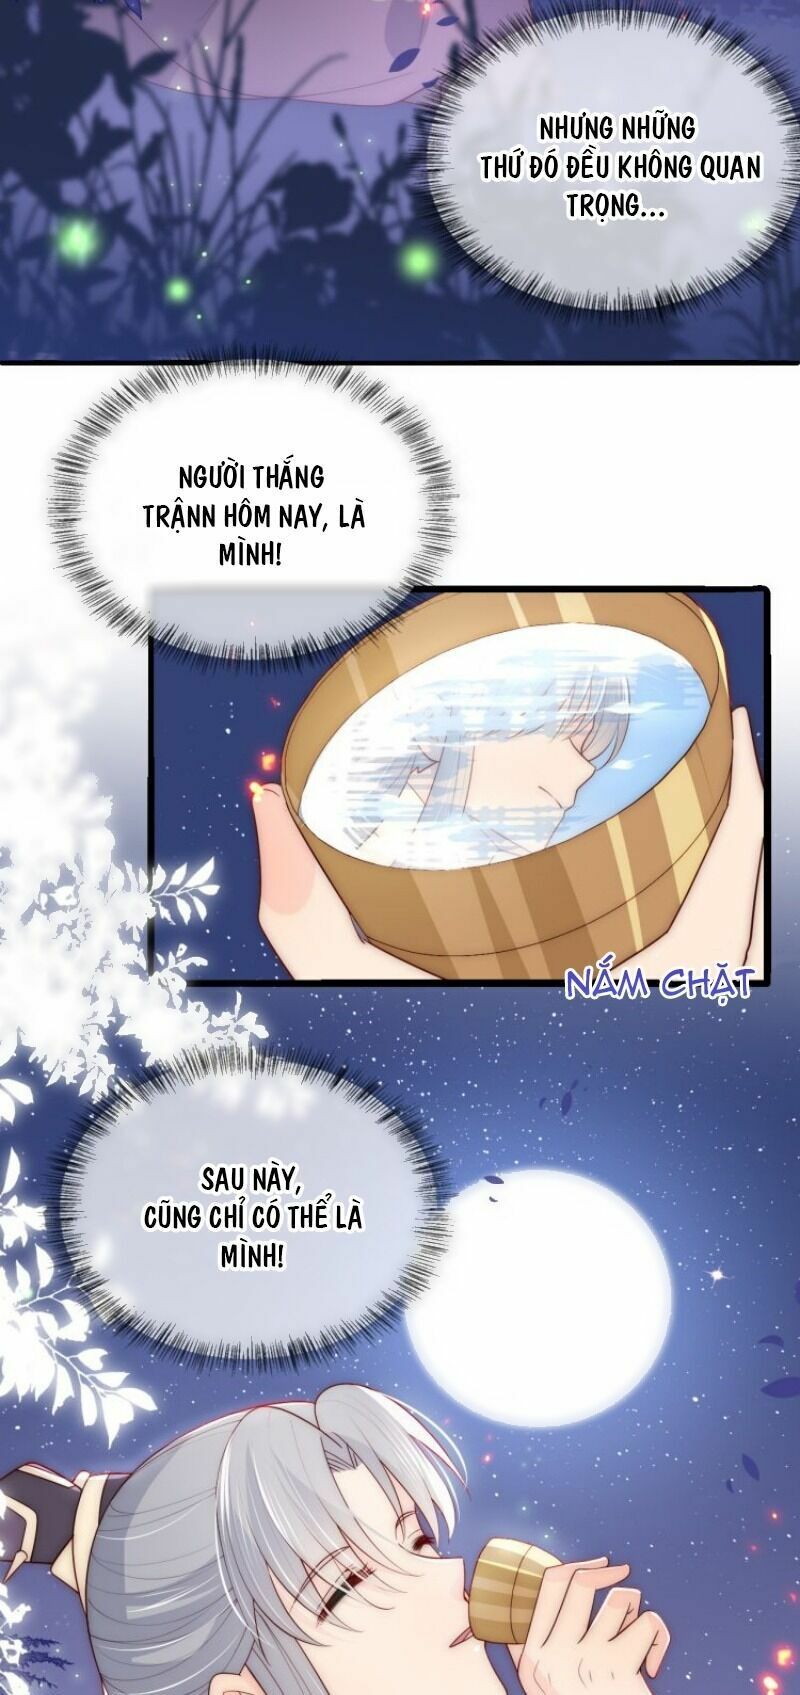 NHƯNG NHỮNG
THỨ ĐÓ ĐỀU KHÔNG QUAN
TRỌNG...
NGƯỜI THẮNG
TRẬNN HÔM NAY, LÀ
MÌNH!
NẮM CHẶT
SAU NÀY,
CŨNG CHỈ CÓ THỂ LÀ
MÌNH!